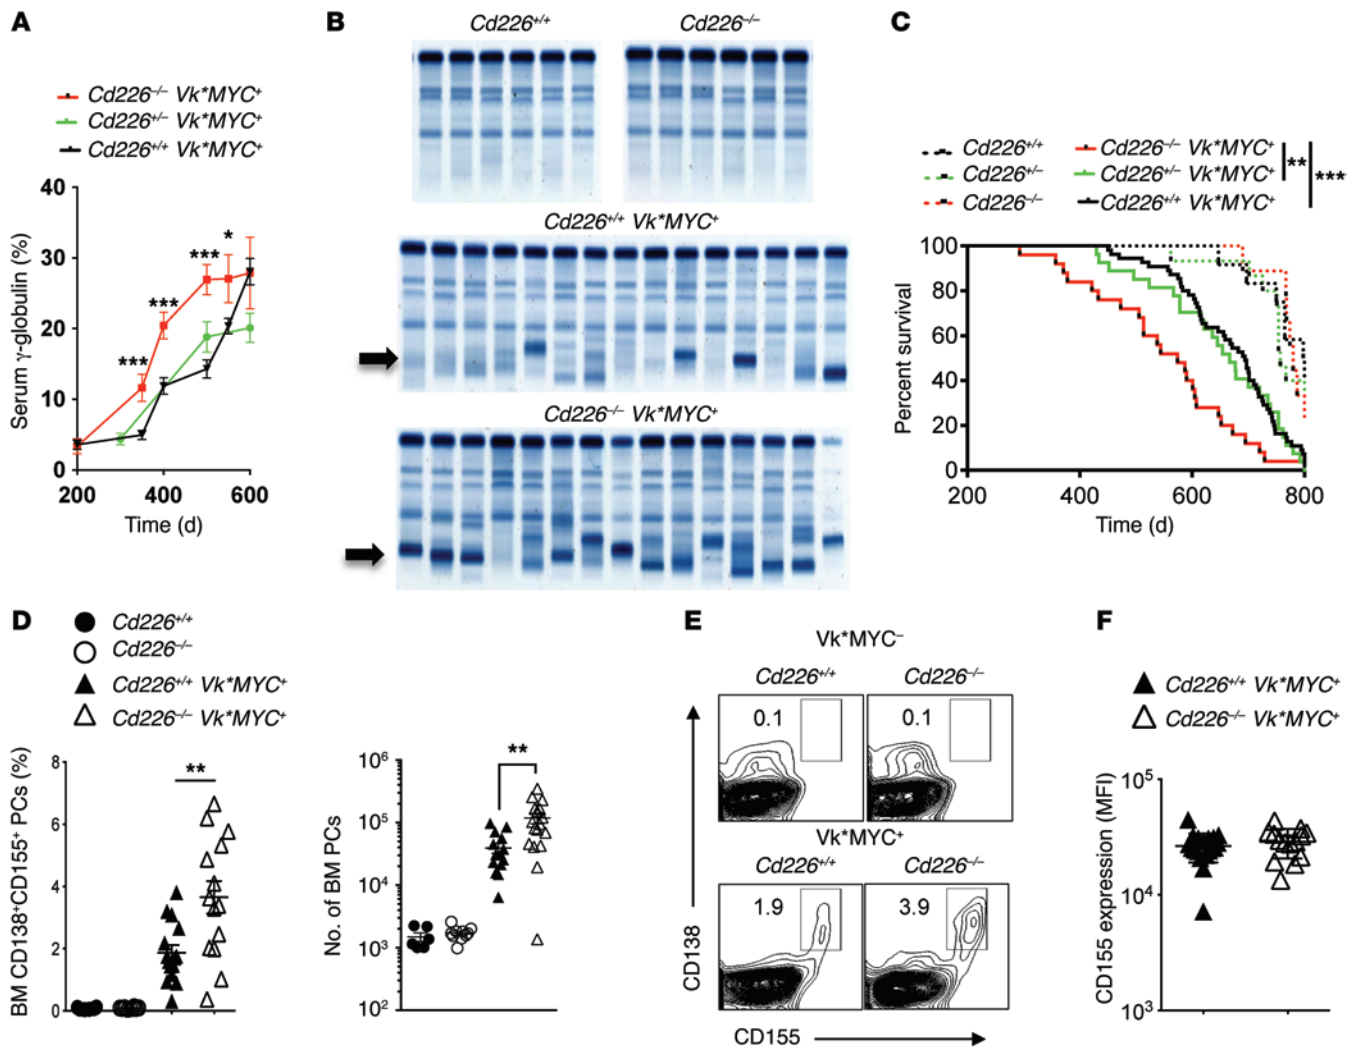 A
Cd226–/– Vk*MYC+
Cd226+/– Vk*MYC+
Cd226+/+ Vk*MYC+
Serum γ-globulin (%)
40
30
20
10
0
200
400
600
Time (d)
***
***
***
*
B
Cd226+/+
Cd226–/–
Cd226+/+ Vk*MYC+
Cd226–/– Vk*MYC+
C
Cd226+/+
Cd226+/–
Cd226–/–
Cd226–/– Vk*MYC+
Cd226+/– Vk*MYC+
Cd226+/+ Vk*MYC+
**
***
Percent survival
100
80
60
40
20
0
200
400
600
800
Time (d)
D
Cd226+/+
Cd226–/–
Cd226+/+ Vk*MYC+
Cd226–/– Vk*MYC+
BM CD138+CD155+ PCs (%)
8
6
4
2
0
**
No. of BM PCs
10^6
10^5
10^4
10^3
10^2
**
E
Vk*MYC–
Cd226+/+
Cd226–/–
0.1
0.1
Vk*MYC+
Cd226+/+
Cd226–/–
1.9
3.9
CD138
CD155
F
Cd226+/+ Vk*MYC+
Cd226–/– Vk*MYC+
CD155 expression (MFI)
10^5
10^4
10^3